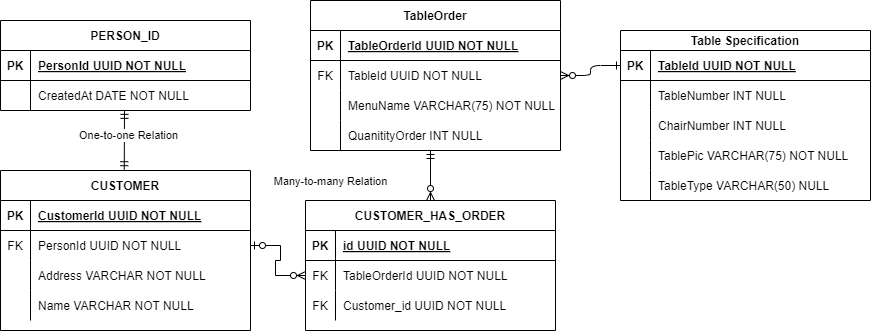 PERSON_ID
PK PersonId UUID NOT NULL
CreatedAt DATE NOT NULL
One-to-one Relation
CUSTOMER
PK CustomerId UUID NOT NULL
FK PersonId UUID NOT NULL
Address VARCHAR NOT NULL
Name VARCHAR NOT NULL
TableOrder
PK TableOrderId UUID NOT NULL
FK TableId UUID NOT NULL
MenuName VARCHAR(75) NOT NULL
QuanitityOrder INT NULL
Many-to-many Relation
CUSTOMER_HAS_ORDER
PK id UUID NOT NULL
FK TableOrderId UUID NOT NULL
FK Customer_id UUID NOT NULL
Table Specification
PK TableId UUID NOT NULL
TableNumber INT NULL
ChairNumber INT NULL
TablePic VARCHAR(75) NOT NULL
TableType VARCHAR(50) NULL